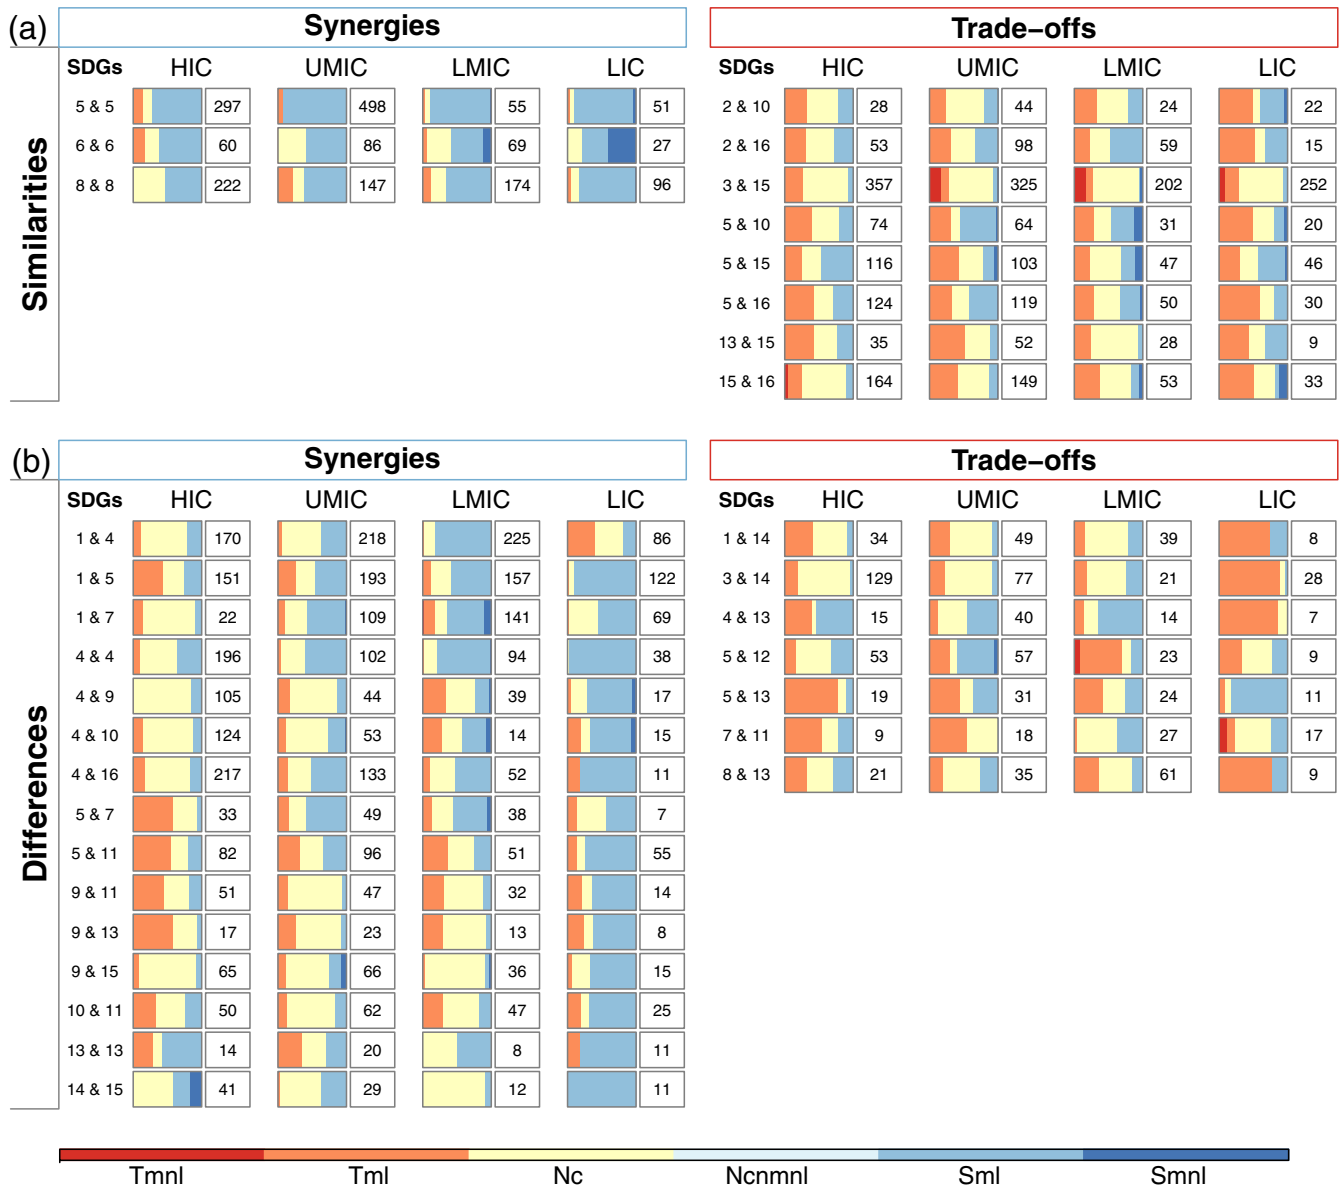 (a)
Synergies
Trade−offs
Similarities
SDGs HIC UMIC LMIC LIC
SDGs HIC UMIC LMIC LIC
5 & 5 297 498 55 51
6 & 6 60 86 69 27
8 & 8 222 147 174 96
2 & 10 28 44 24 22
2 & 16 53 98 59 15
3 & 15 357 325 202 252
5 & 10 74 64 31 20
5 & 15 116 103 47 46
5 & 16 124 119 50 30
13 & 15 35 52 28 9
15 & 16 164 149 53 33
(b)
Synergies
Trade−offs
Differences
SDGs HIC UMIC LMIC LIC
SDGs HIC UMIC LMIC LIC
1 & 4 170 218 225 86
1 & 5 151 193 157 122
1 & 7 22 109 141 69
4 & 4 196 102 94 38
4 & 9 105 44 39 17
4 & 10 124 53 14 15
4 & 16 217 133 52 11
5 & 7 33 49 38 7
5 & 11 82 96 51 55
9 & 11 51 47 32 14
9 & 13 17 23 13 8
9 & 15 65 66 36 15
10 & 11 50 62 47 25
13 & 13 14 20 8 11
14 & 15 41 29 12 11
1 & 14 34 49 39 8
3 & 14 129 77 21 28
4 & 13 15 40 14 7
5 & 12 53 57 23 9
5 & 13 19 31 24 11
7 & 11 9 18 27 17
8 & 13 21 35 61 9
Tmnl Tml Nc Ncnmnl Sml Smnl